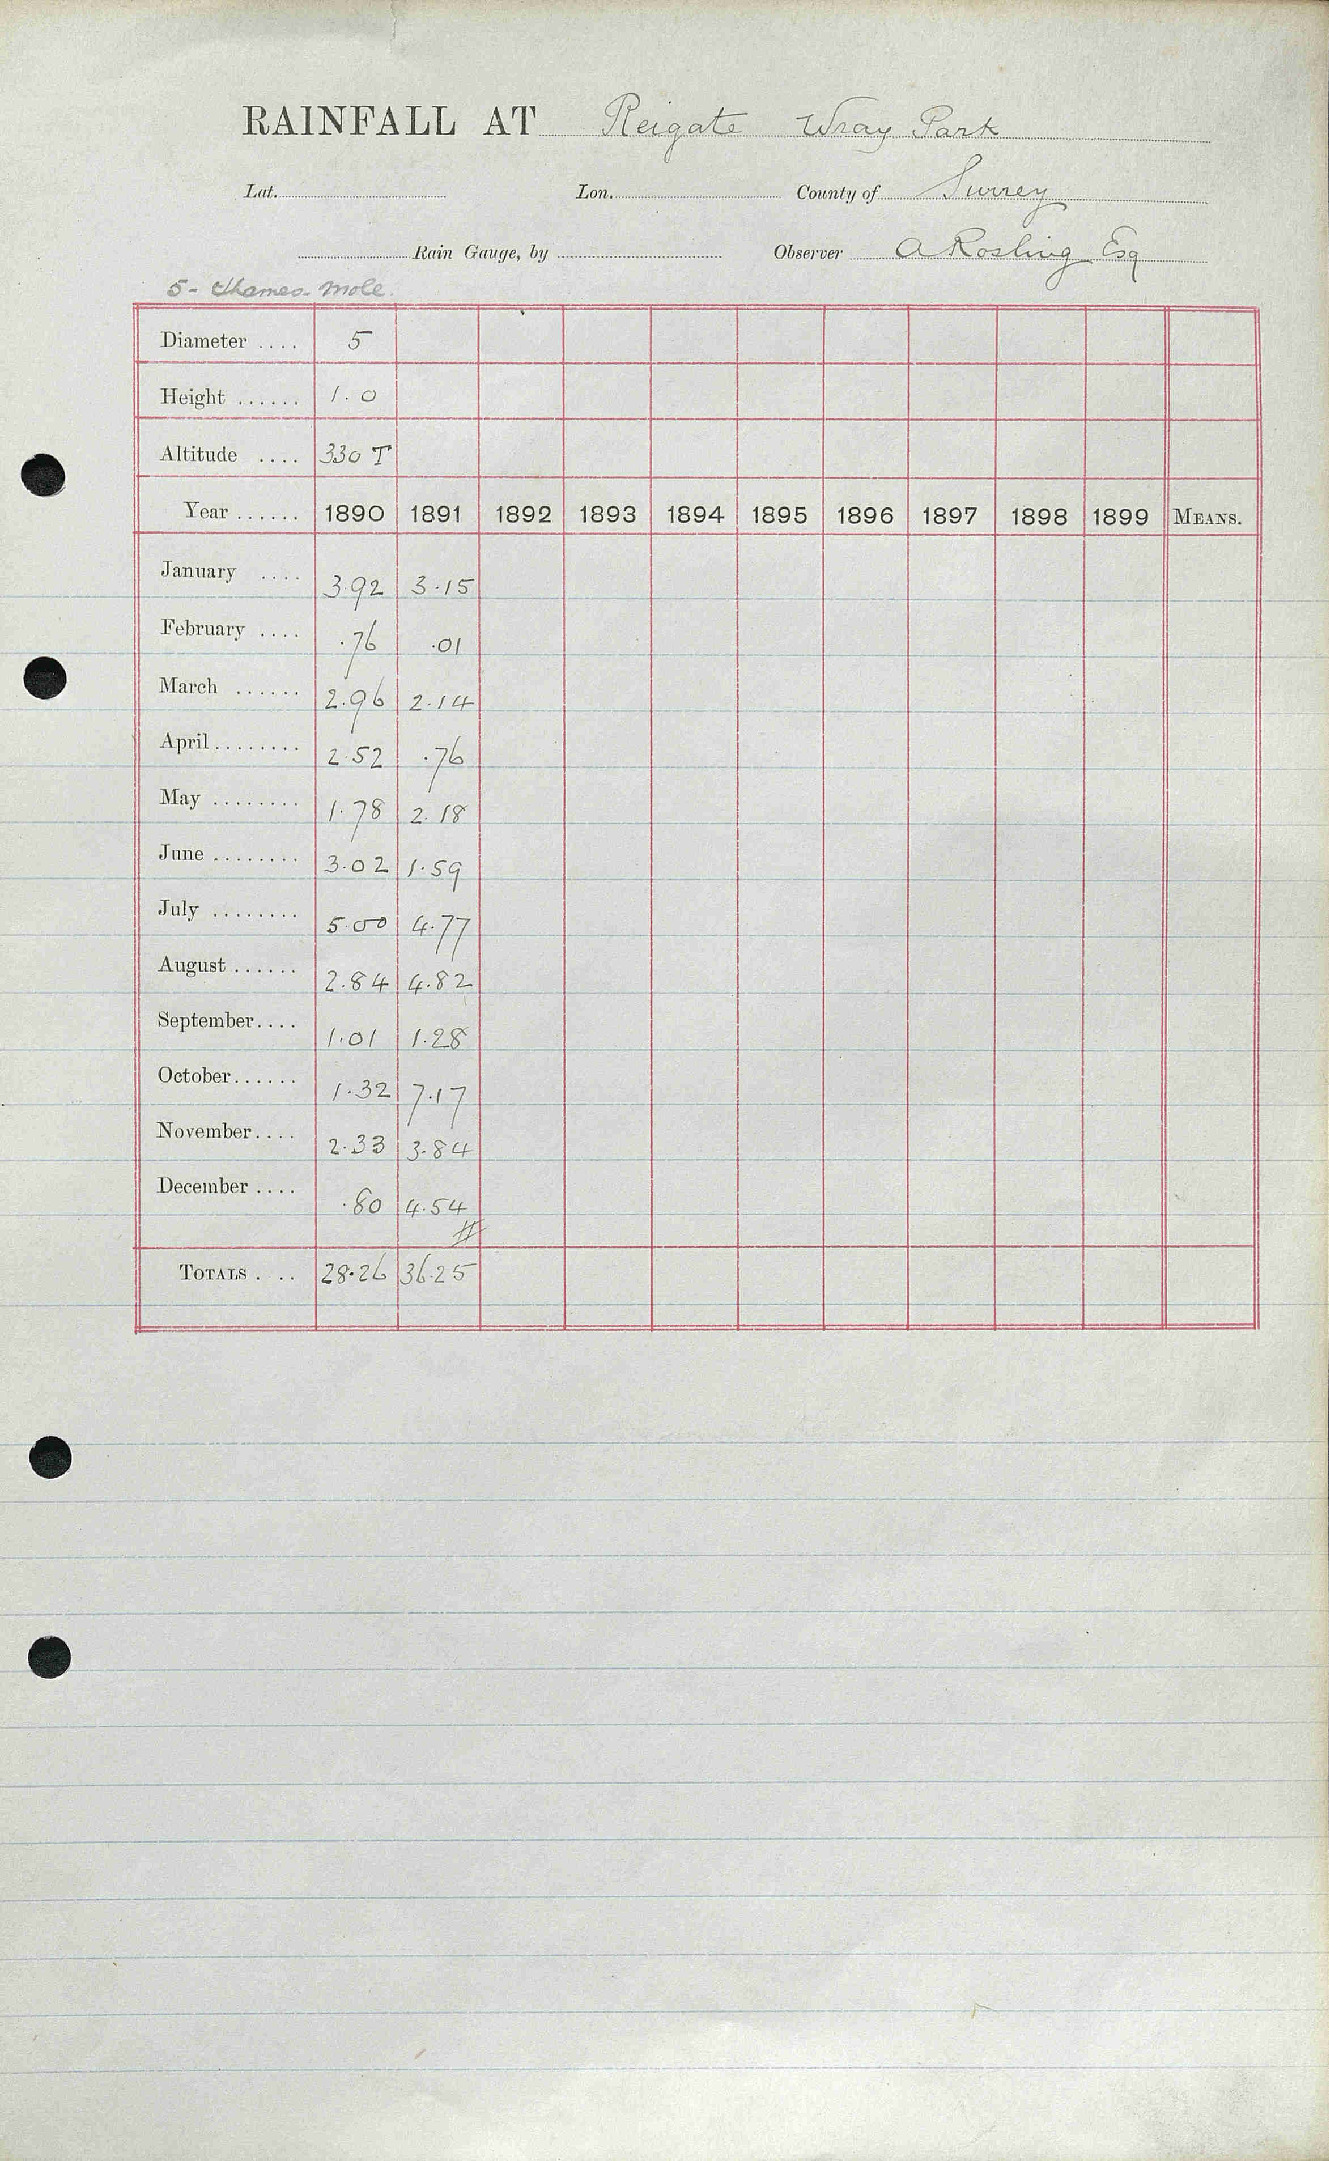 RAINFALL AT Reigate Wray Park
Lat. Lon. County of Surrey
Rain Gauge, by Observer A Rosling Esq
5 - Thames - Mole.
Diameter .... 5
Height ...... 1.0
Altitude .... 330 T
Year ...... 1890 1891 1892 1893 1894 1895 1896 1897 1898 1899 MEANS.
January .... 3.92 3.15
February .... .76 .01
March ...... 2.96 2.14
April ........ 2.52 .76
May ........ 1.78 2.18
June ........ 3.02 1.59
July ........ 5.00 4.77
August ...... 2.84 4.82
September.... 1.01 1.28
October...... 1.32 7.17
November.... 2.33 3.84
December .... .80 4.54
#
TOTALS .... 28.26 36.25